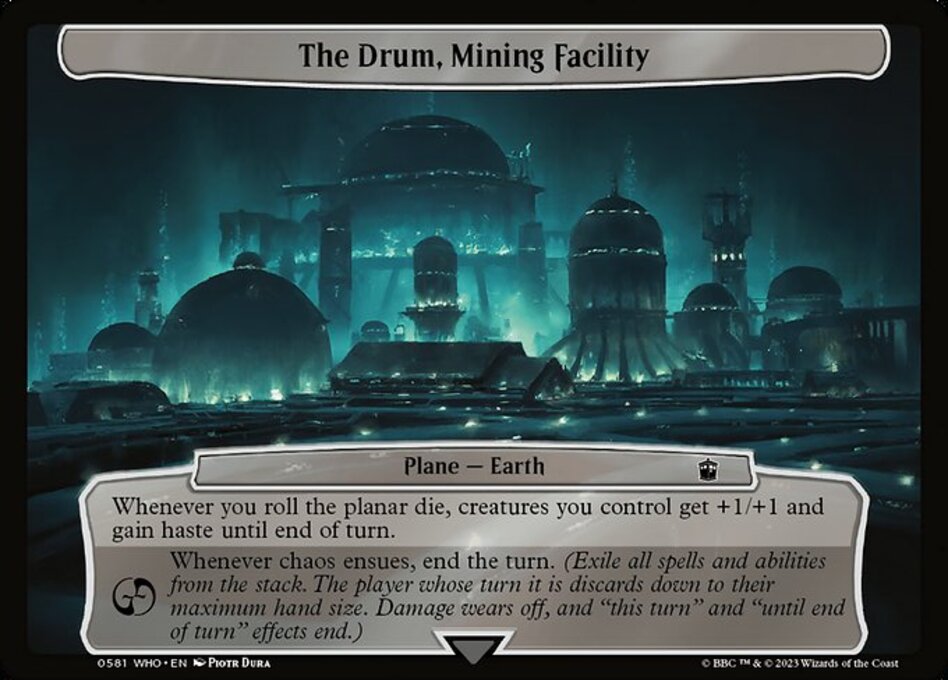 The Drum, Mining Facility
Plane — Earth
Whenever you roll the planar die, creatures you control get +1/+1 and
gain haste until end of turn.
Whenever chaos ensues, end the turn. (Exile all spells and abilities
from the stack. The player whose turn it is discards down to their
maximum hand size. Damage wears off, and “this turn” and “until end
of turn” effects end.)
0581 WHO • EN Piotr Dura
© BBC ™ & © 2023 Wizards of the Coast